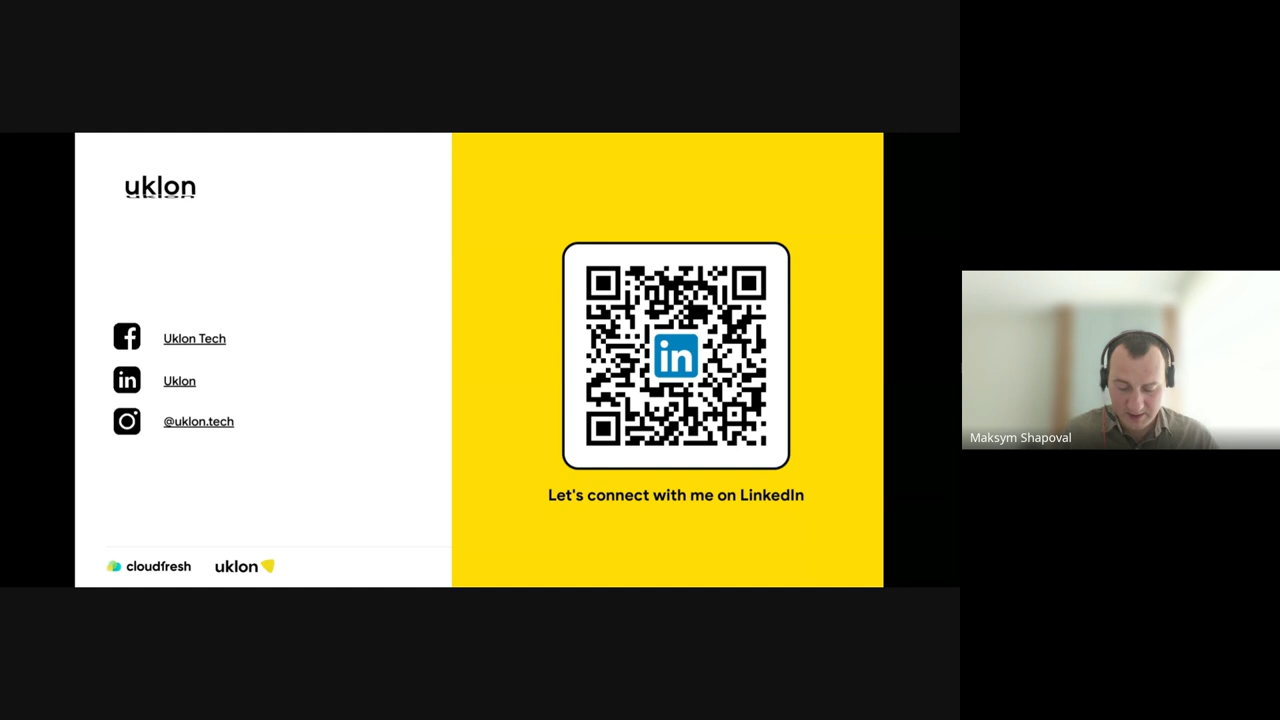 uklon
Uklon Tech
Uklon
@uklon.tech
cloudfresh uklon
in
Let's connect with me on LinkedIn
Maksym Shapoval